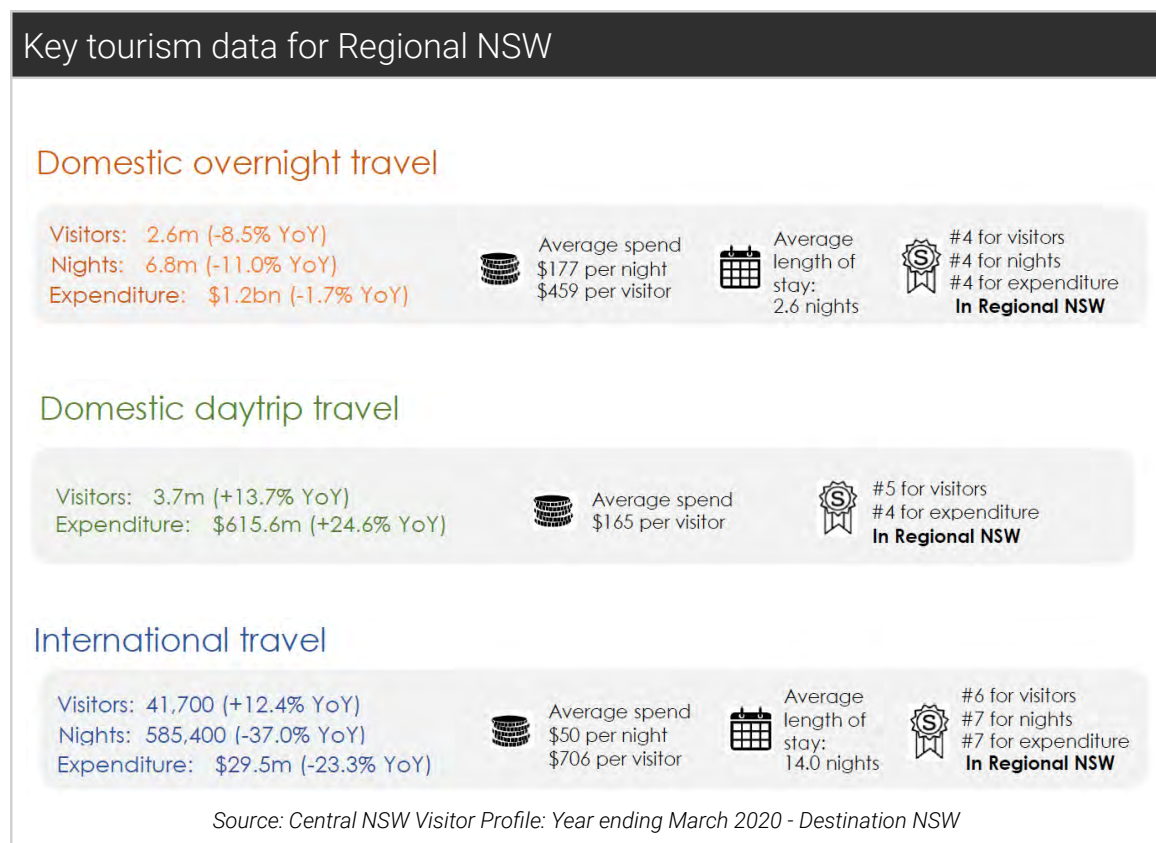 Key tourism data for Regional NSW
Domestic overnight travel
Visitors: 2.6m (-8.5% YoY)
Nights: 6.8m (-11.0% YoY)
Expenditure: $1.2bn (-1.7% YoY)
Average spend
$177 per night
$459 per visitor
Average
length of
stay:
2.6 nights
#4 for visitors
#4 for nights
#4 for expenditure
In Regional NSW
Domestic daytrip travel
Visitors: 3.7m (+13.7% YoY)
Expenditure: $615.6m (+24.6% YoY)
Average spend
$165 per visitor
S
#5 for visitors
#4 for expenditure
In Regional NSW
International travel
Visitors: 41,700 (+12.4% YoY)
Nights: 585,400 (-37.0% YoY)
Expenditure: $29.5m (-23.3% YoY)
Average spend
$50 per night
$706 per visitor
Average
length of
stay:
14.0 nights
S
#6 for visitors
#7 for nights
#7 for expenditure
In Regional NSW
Source: Central NSW Visitor Profile: Year ending March 2020 - Destination NSW